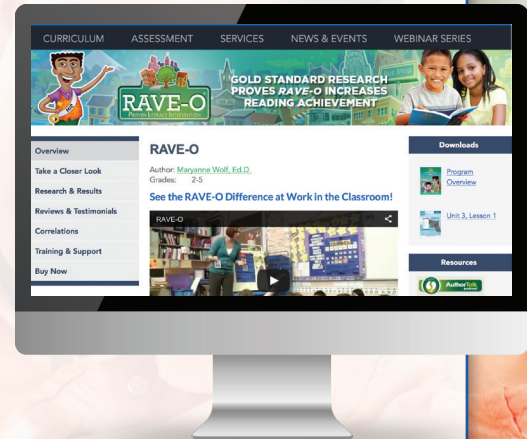 CURRICULUM ASSESSMENT SERVICES NEWS & EVENTS WEBINAR SERIES
RAVE-O
PROVEN LITERACY INTERVENTION
GOLD STANDARD RESEARCH
PROVES RAVE-O INCREASES
READING ACHIEVEMENT
Overview
Take a Closer Look
Research & Results
Reviews & Testimonials
Correlations
Training & Support
Buy Now
RAVE-O
Author: Maryanne Wolf, Ed.D.
Grades: 2-5
See the RAVE-O Difference at Work in the Classroom!
RAVE-O
Downloads
Program
Overview
Unit 3, Lesson 1
Resources
AuthorTalk
podcast